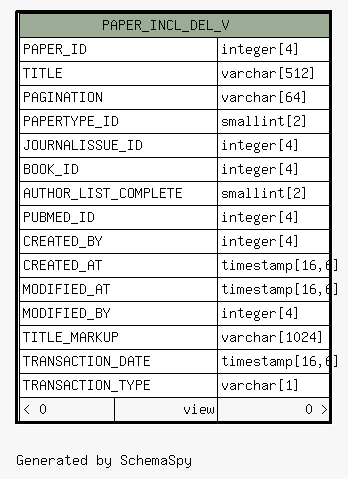 PAPER_INCL_DEL_V
PAPER_ID integer[4]
TITLE varchar[512]
PAGINATION varchar[64]
PAPERTYPE_ID smallint[2]
JOURNALISSUE_ID integer[4]
BOOK_ID integer[4]
AUTHOR_LIST_COMPLETE smallint[2]
PUBMED_ID integer[4]
CREATED_BY integer[4]
CREATED_AT timestamp[16,6]
MODIFIED_AT timestamp[16,6]
MODIFIED_BY integer[4]
TITLE_MARKUP varchar[1024]
TRANSACTION_DATE timestamp[16,6]
TRANSACTION_TYPE varchar[1]
< 0 view 0 >
Generated by SchemaSpy